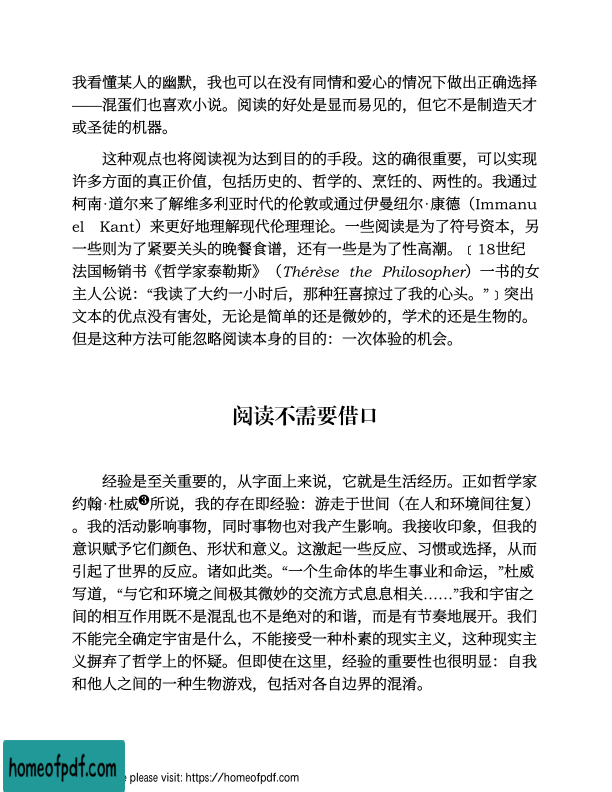 我看懂某人的幽默，我也可以在没有同情和爱心的情况下做出正确选择
——混蛋们也喜欢小说。阅读的好处是显而易见的，但它不是制造天才
或圣徒的机器。
这种观点也将阅读视为达到目的的手段。这的确很重要，可以实现
许多方面的真正价值，包括历史的、哲学的、烹饪的、两性的。我通过
柯南·道尔来了解维多利亚时代的伦敦或通过伊曼纽尔·康德（Immanu
el Kant）来更好地理解现代伦理理论。一些阅读是为了符号资本，另
一些则为了紧要关头的晚餐食谱，还有一些是为了性高潮。﹝18世纪
法国畅销书《哲学家泰勒斯》（Thérèse the Philosopher）一书的女
主人公说：“我读了大约一小时后，那种狂喜掠过了我的心头。”﹞突出
文本的优点没有害处，无论是简单的还是微妙的，学术的还是生物的。
但是这种方法可能忽略阅读本身的目的：一次体验的机会。
阅读不需要借口
经验是至关重要的，从字面上来说，它就是生活经历。正如哲学家
约翰·杜威❸所说，我的存在即经验：游走于世间（在人和环境间往复）
。我的活动影响事物，同时事物也对我产生影响。我接收印象，但我的
意识赋予它们颜色、形状和意义。这激起一些反应、习惯或选择，从而
引起了世界的反应。诸如此类。“一个生命体的毕生事业和命运，”杜威
写道，“与它和环境之间极其微妙的交流方式息息相关……”我和宇宙之
间的相互作用既不是混乱也不是绝对的和谐，而是有节奏地展开。我们
不能完全确定宇宙是什么，不能接受一种朴素的现实主义，这种现实主
义摒弃了哲学上的怀疑。但即使在这里，经验的重要性也很明显：自我
和他人之间的一种生物游戏，包括对各自边界的混淆。
homeofpdf.com
e please visit: https://homeofpdf.com